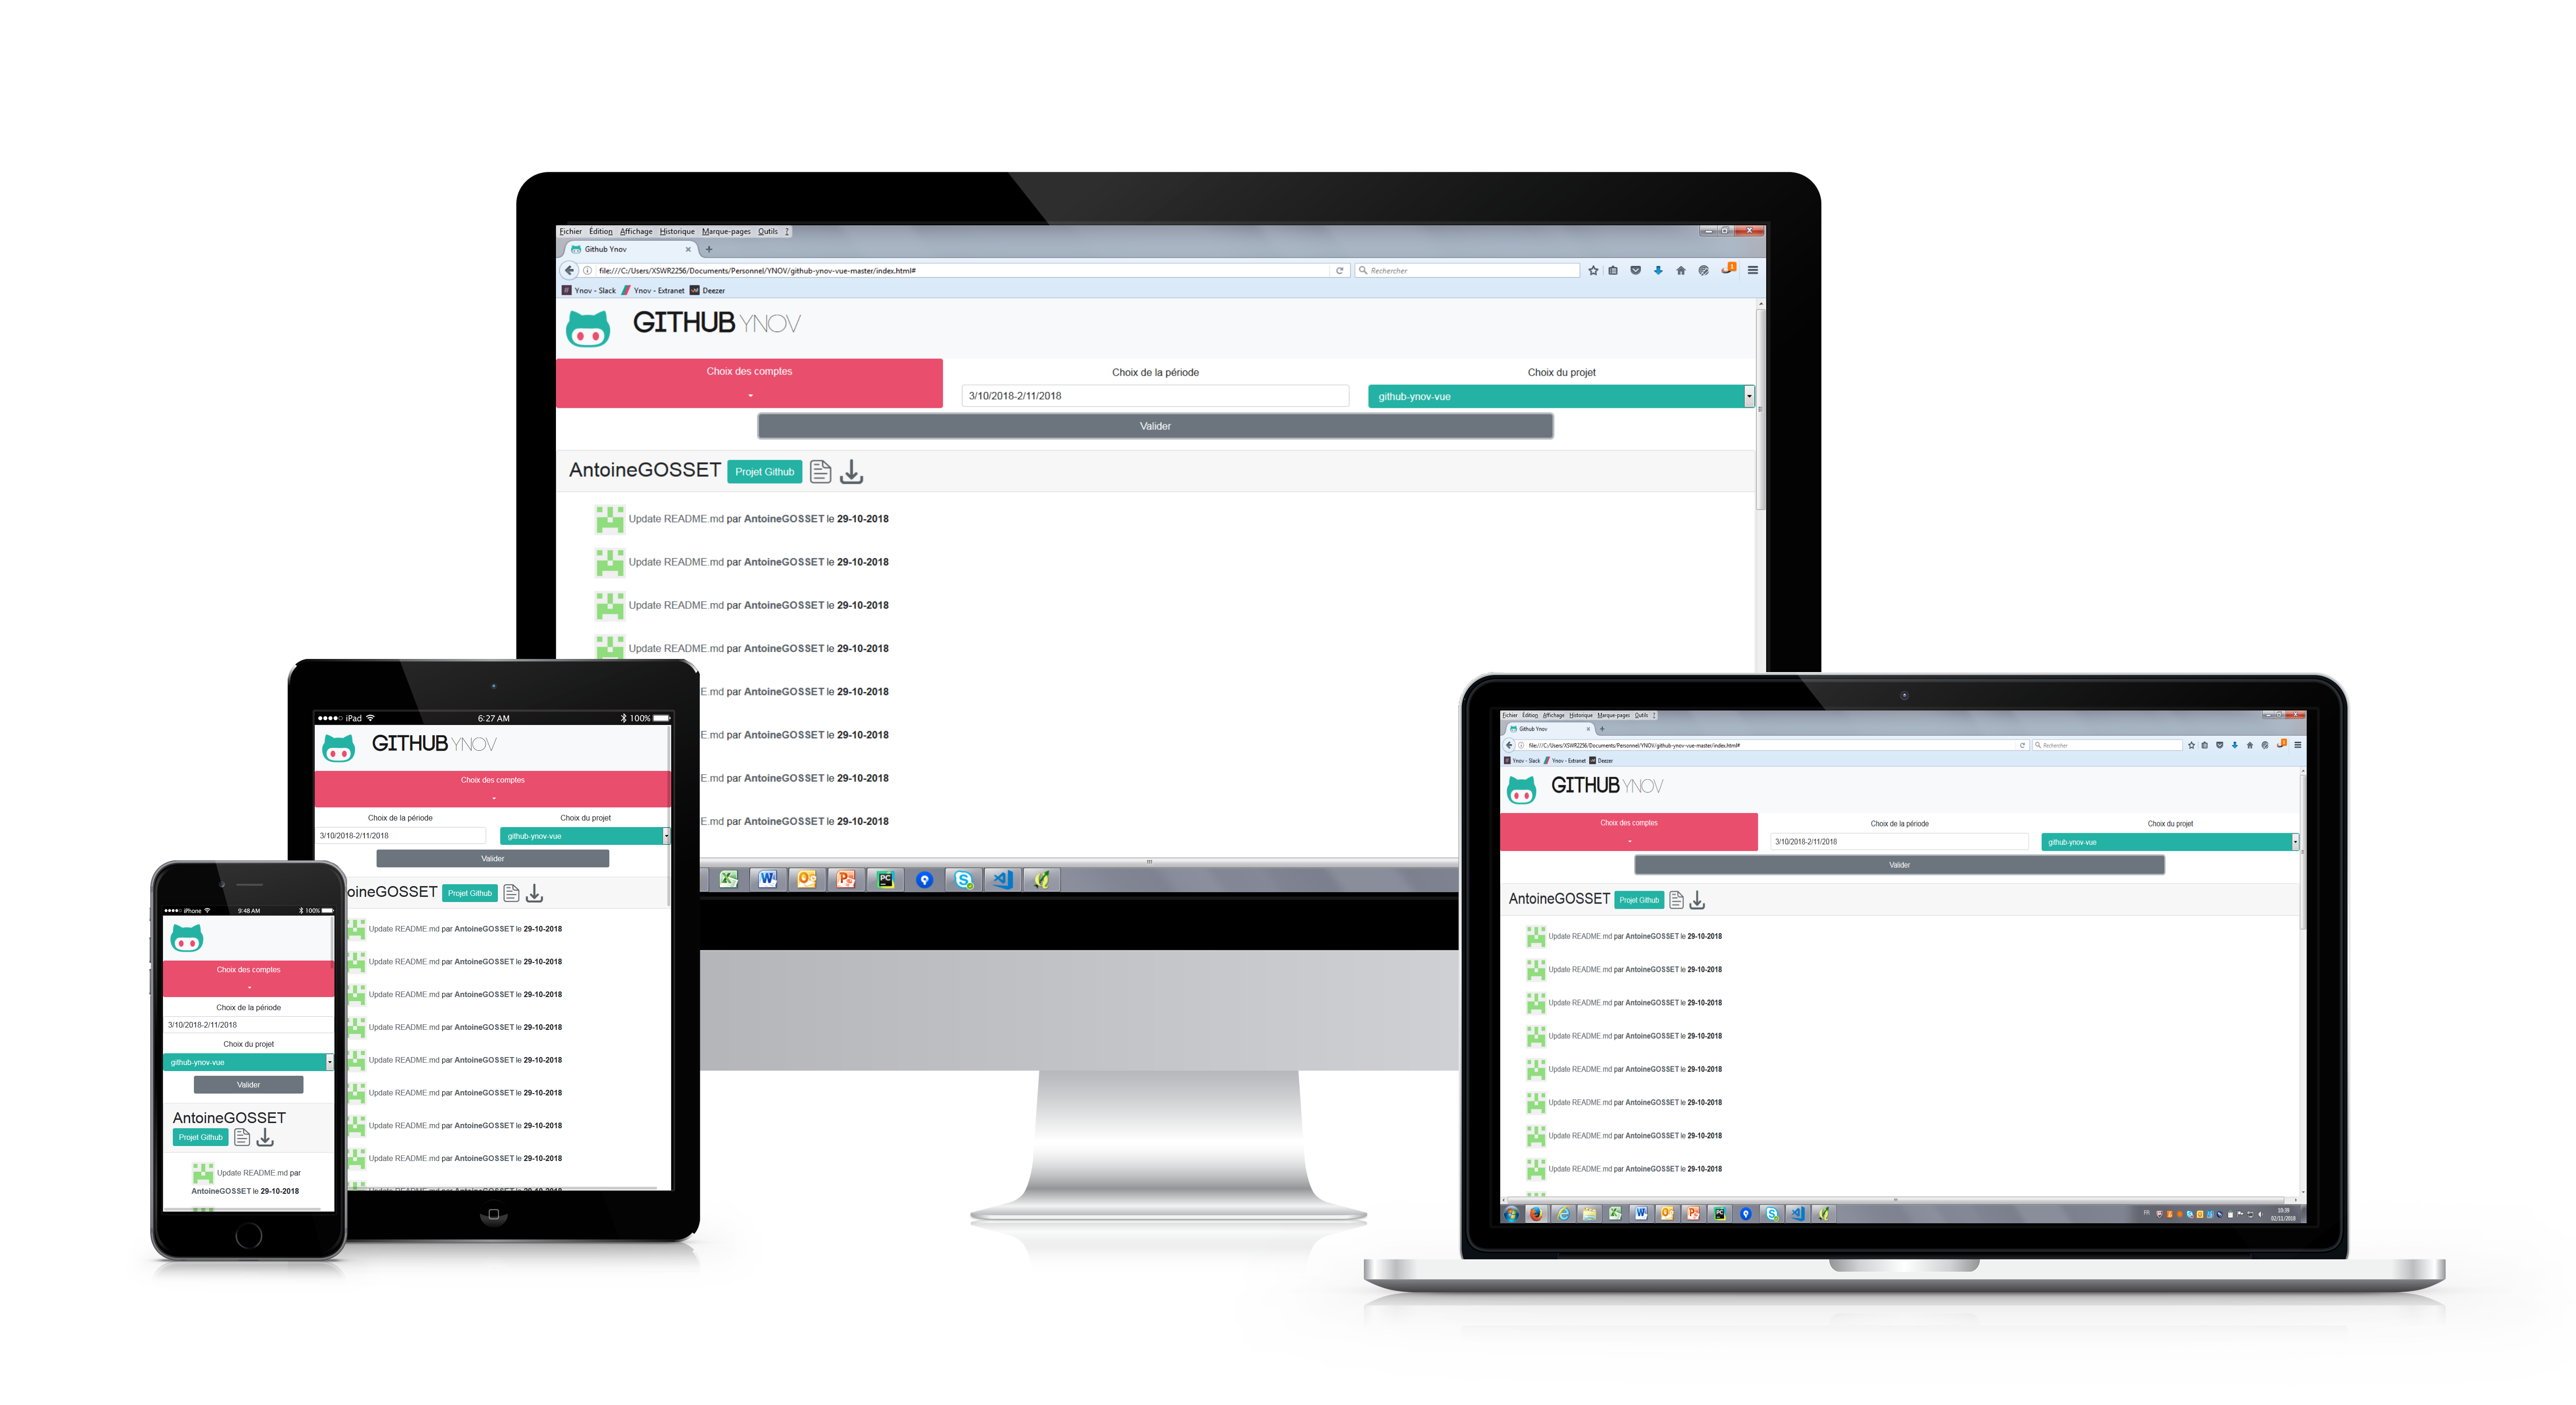 Fichier Édition Affichage Historique Marque-pages Outils ?
Github Ynov
file:///C:/Users/XSWR2256/Documents/Personnel/YNOV/github-ynov-vue-master/index.html#
Rechercher
1
Ynov - Slack Ynov - Extranet Deezer
GITHUB YNOV
Choix des comptes
Choix de la période
Choix du projet
3/10/2018-2/11/2018
github-ynov-vue
Valider
AntoineGOSSET Projet Github
Update README.md par AntoineGOSSET le 29-10-2018
Update README.md par AntoineGOSSET le 29-10-2018
Update README.md par AntoineGOSSET le 29-10-2018
Update README.md par AntoineGOSSET le 29-10-2018
E.md par AntoineGOSSET le 29-10-2018
E.md par AntoineGOSSET le 29-10-2018
E.md par AntoineGOSSET le 29-10-2018
E.md par AntoineGOSSET le 29-10-2018
iPad 6:27 AM 100%
GITHUB YNOV
Choix des comptes
Choix de la période
Choix du projet
3/10/2018-2/11/2018
github-ynov-vue
Valider
oineGOSSET Projet Github
Update README.md par AntoineGOSSET le 29-10-2018
Update README.md par AntoineGOSSET le 29-10-2018
Update README.md par AntoineGOSSET le 29-10-2018
Update README.md par AntoineGOSSET le 29-10-2018
Update README.md par AntoineGOSSET le 29-10-2018
Update README.md par AntoineGOSSET le 29-10-2018
Update README.md par AntoineGOSSET le 29-10-2018
Update README.md par AntoineGOSSET le 29-10-2018
Update README.md par AntoineGOSSET le 29-10-2018
iPhone 9:48 AM 100%
Choix des comptes
Choix de la période
3/10/2018-2/11/2018
Choix du projet
github-ynov-vue
Valider
AntoineGOSSET
Projet Github
Update README.md par
AntoineGOSSET le 29-10-2018
Fichier Édition Affichage Historique Marque-pages Outils ?
Github Ynov
file:///C:/Users/XSWR2256/Documents/Personnel/YNOV/github-ynov-vue-master/index.html#
Rechercher
1
Ynov - Slack Ynov - Extranet Deezer
GITHUB YNOV
Choix des comptes
Choix de la période
Choix du projet
3/10/2018-2/11/2018
github-ynov-vue
Valider
AntoineGOSSET Projet Github
Update README.md par AntoineGOSSET le 29-10-2018
Update README.md par AntoineGOSSET le 29-10-2018
Update README.md par AntoineGOSSET le 29-10-2018
Update README.md par AntoineGOSSET le 29-10-2018
Update README.md par AntoineGOSSET le 29-10-2018
Update README.md par AntoineGOSSET le 29-10-2018
Update README.md par AntoineGOSSET le 29-10-2018
Update README.md par AntoineGOSSET le 29-10-2018
FR
10:39
02/11/2018